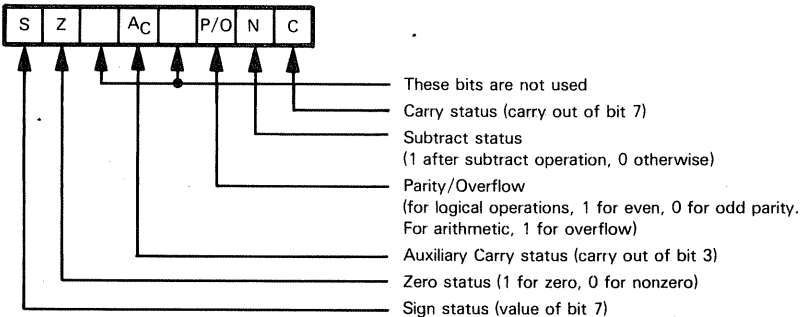 S Z A_C P/O N C
These bits are not used
Carry status (carry out of bit 7)
Subtract status
(1 after subtract operation, 0 otherwise)
Parity/Overflow
(for logical operations, 1 for even, 0 for odd parity.
For arithmetic, 1 for overflow)
Auxiliary Carry status (carry out of bit 3)
Zero status (1 for zero, 0 for nonzero)
Sign status (value of bit 7)